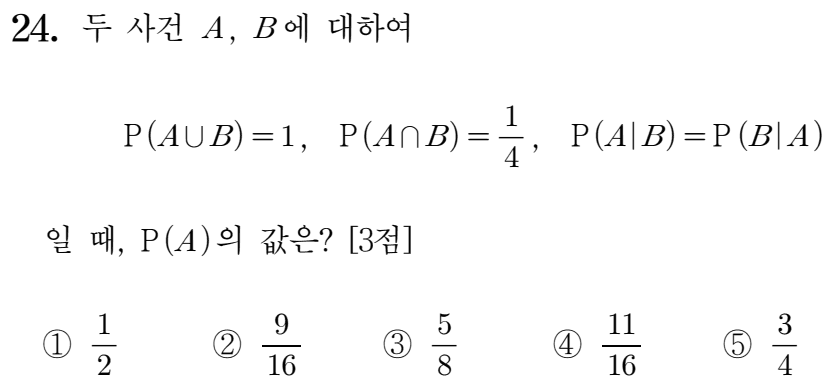 24. 두 사건 A, B에 대하여
P(A∪B)=1, P(A∩B)=1/4, P(A|B)=P(B|A)
일 때, P(A)의 값은? [3점]
① 1/2 ② 9/16 ③ 5/8 ④ 11/16 ⑤ 3/4